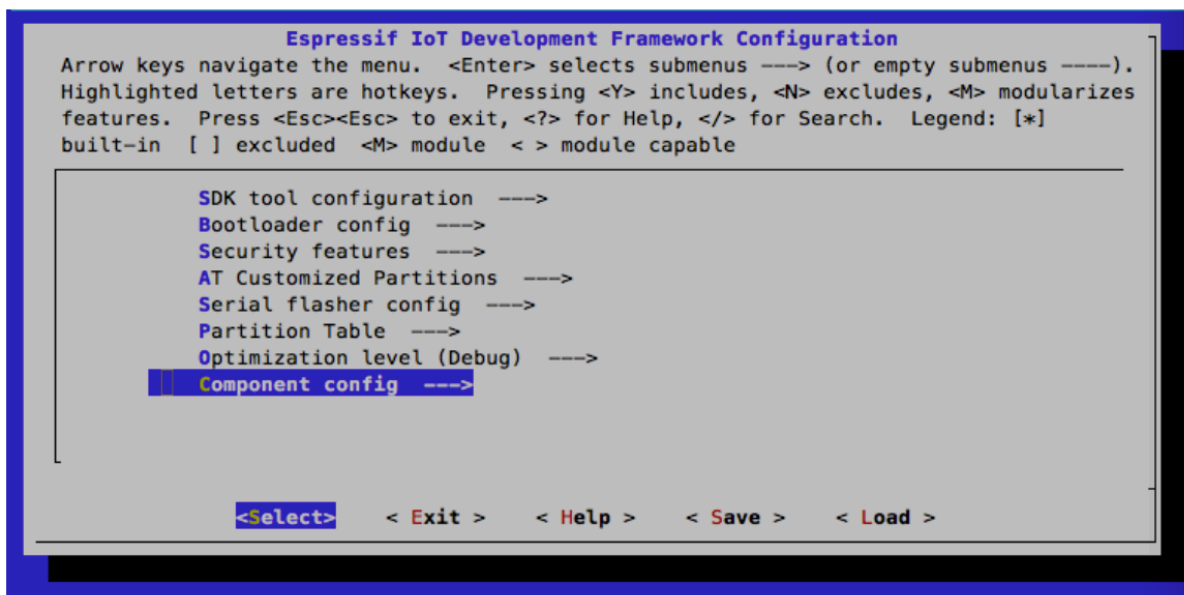 Espressif IoT Development Framework Configuration
Arrow keys navigate the menu.  <Enter> selects submenus ---> (or empty submenus ----).
Highlighted letters are hotkeys.  Pressing <Y> includes, <N> excludes, <M> modularizes
features.  Press <Esc><Esc> to exit, <?> for Help, </> for Search.  Legend: [*]
built-in  [ ] excluded  <M> module  < > module capable
SDK tool configuration  --->
Bootloader config  --->
Security features  --->
AT Customized Partitions  --->
Serial flasher config  --->
Partition Table  --->
Optimization level (Debug)  --->
Component config  --->
<Select>    < Exit >    < Help >    < Save >    < Load >